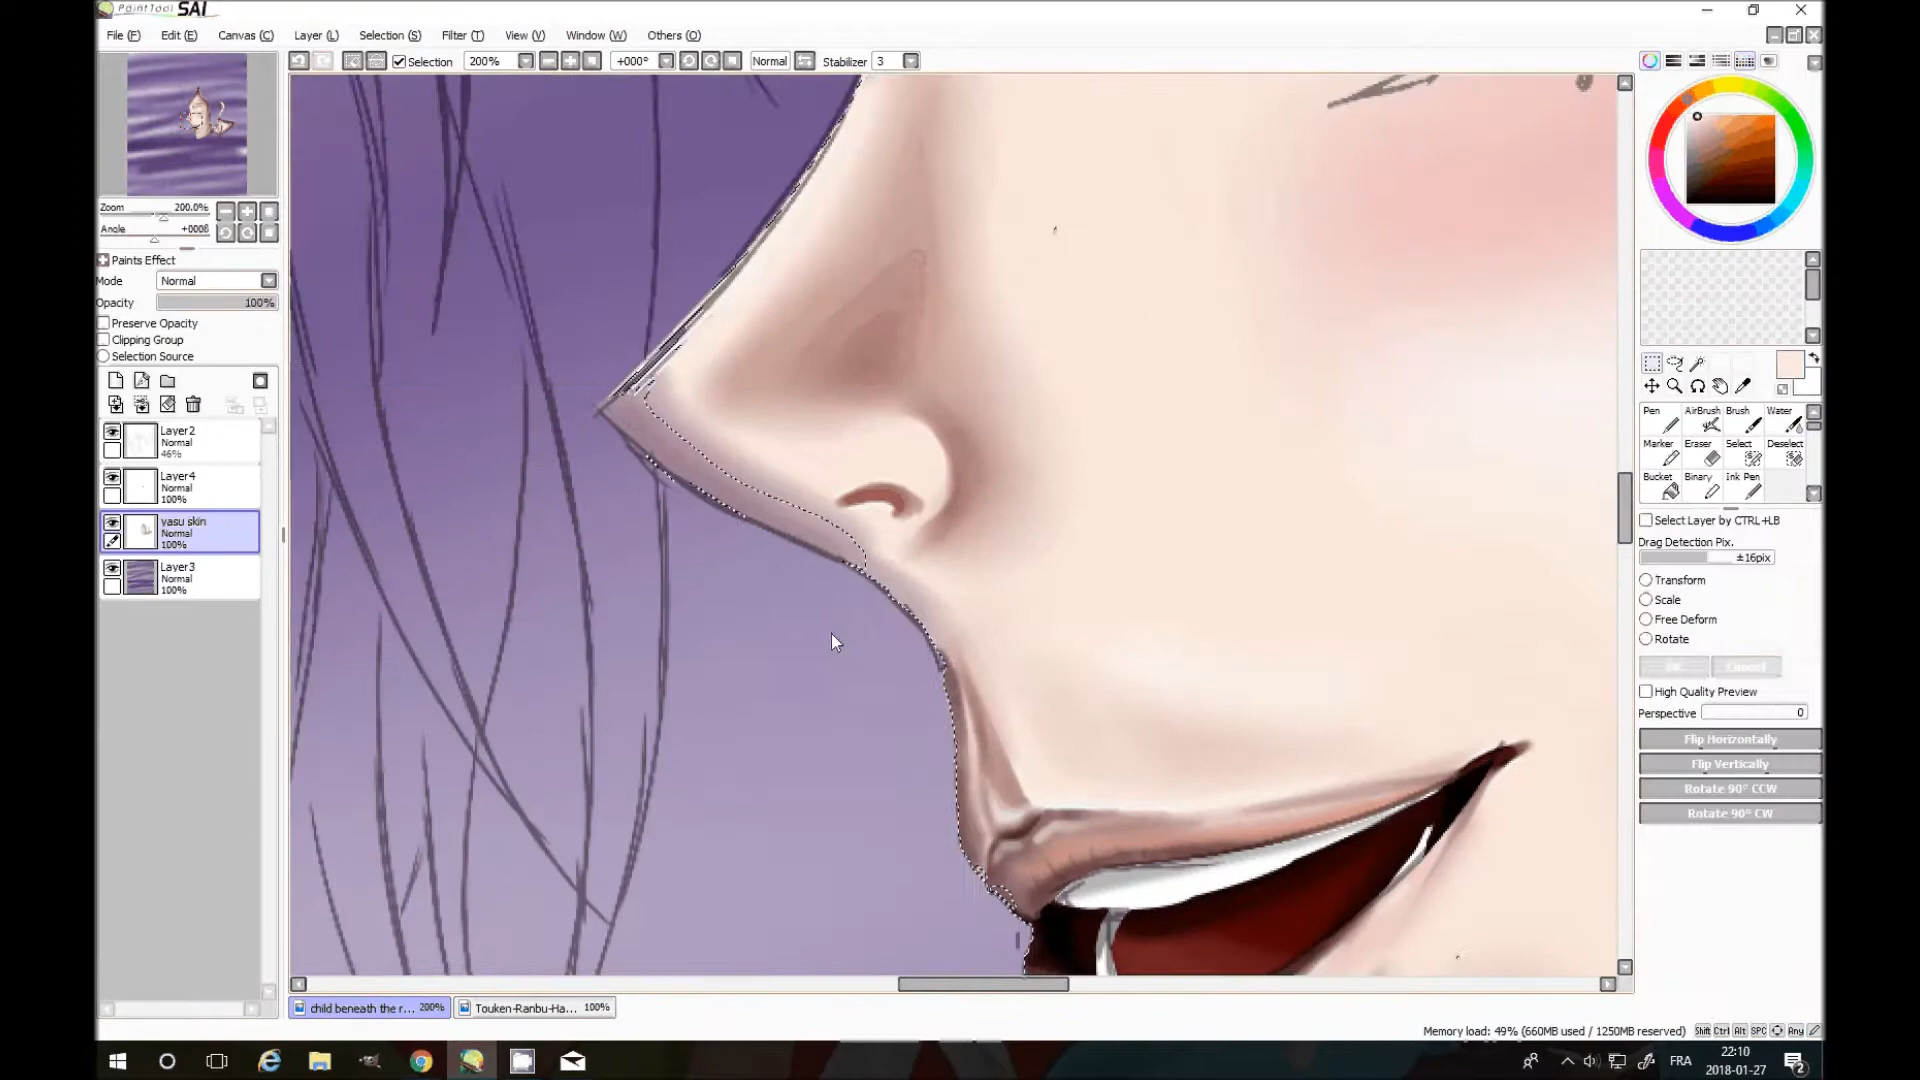 PaintTool SAI
File (F) Edit (E) Canvas (C) Layer (L) Selection (S) Filter (T) View (V) Window (W) Others (O)
Selection 200% +000° Normal Stabilizer 3
Zoom 200.0%
Angle
Paints Effect
Mode Normal
Opacity 100%
Preserve Opacity
Clipping Group
Selection Source
Layer2
Normal
46%
Layer4
Normal
100%
yasu skin
Normal
100%
Layer3
Normal
100%
Pen AirBrush Brush Water
Marker Eraser Select Deselect
Bucket Binary Ink Pen
Select Layer by CTRL+LB
Drag Detection Pix.
±16pix
Transform
Scale
Free Deform
Rotate
Cancel
High Quality Preview
Perspective 0
Flip Horizontally
Flip Vertically
Rotate 90° CCW
Rotate 90° CW
child beneath the r... 200% Touken-Ranbu-Ha... 100%
Memory load: 49% (660MB used / 1250MB reserved) Shift Ctrl Alt SPC Any
FRA 22:10
2018-01-27
2